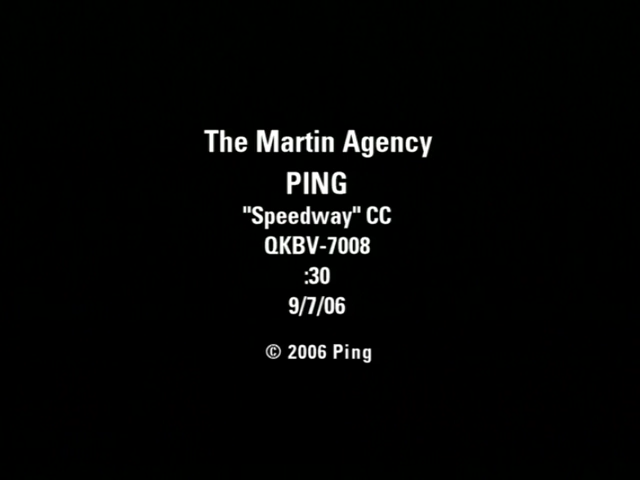 The Martin Agency
PING
"Speedway" CC
QKBV-7008
:30
9/7/06
© 2006 Ping